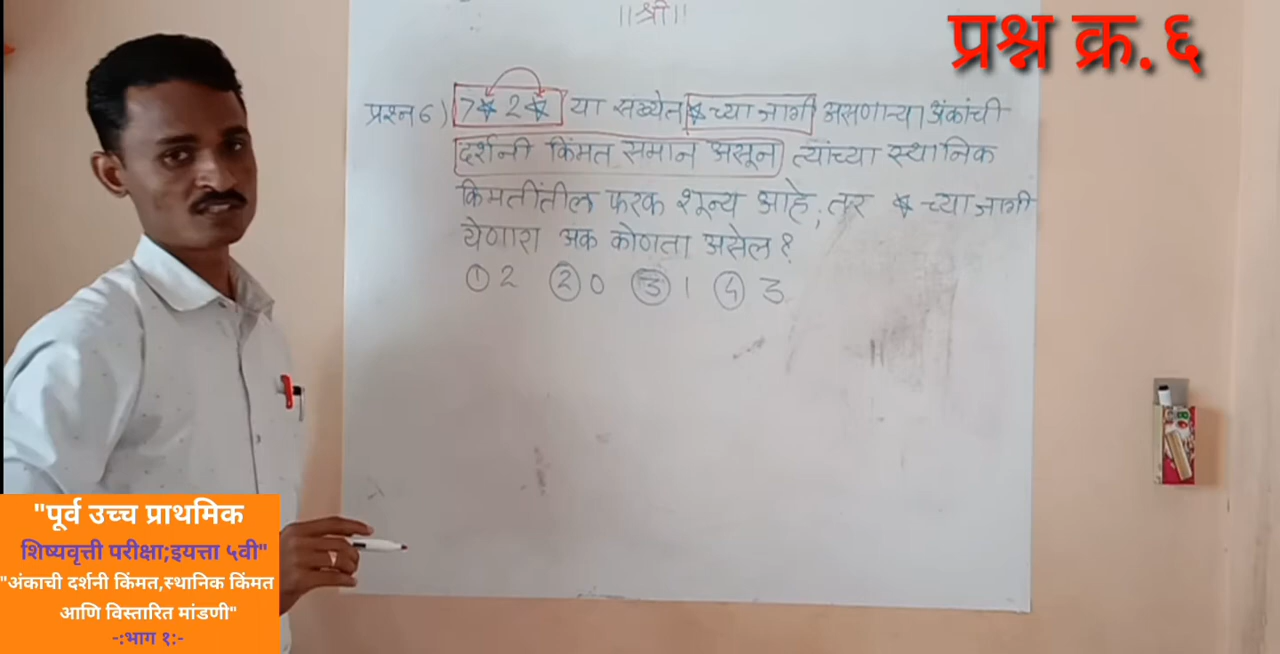 ||श्री||
प्रश्न क्र.६
प्रश्न 6) 7* 2* या संख्येत * च्या जागी असणाऱ्या अंकांची
दर्शनी किंमत समान असून त्यांच्या स्थानिक
किमतींतील फरक शून्य आहे, तर * च्या जागी
येणारा अंक कोणता असेल ?
① 2 ② 0 ③ 1 ④ 3
"पूर्व उच्च प्राथमिक
शिष्यवृत्ती परीक्षा;इयत्ता ५वी"
"अंकाची दर्शनी किंमत,स्थानिक किंमत
आणि विस्तारित मांडणी"
-:भाग १:-